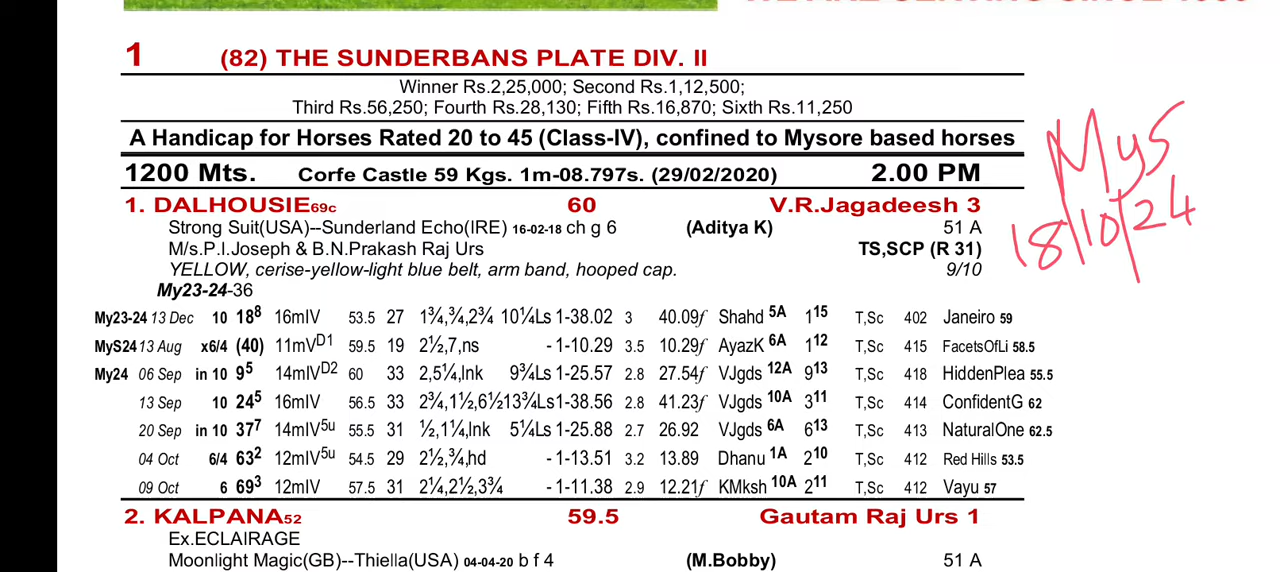 1 (82) THE SUNDERBANS PLATE DIV. II
Winner Rs.2,25,000; Second Rs.1,12,500;
Third Rs.56,250; Fourth Rs.28,130; Fifth Rs.16,870; Sixth Rs.11,250
A Handicap for Horses Rated 20 to 45 (Class-IV), confined to Mysore based horses
1200 Mts. Corfe Castle 59 Kgs. 1m-08.797s. (29/02/2020) 2.00 PM
MyS
18/10/24
1. DALHOUSIE69c 60 V.R.Jagadeesh 3
Strong Suit(USA)--Sunderland Echo(IRE) 16-02-18 ch g 6 (Aditya K) 51 A
M/s.P.I.Joseph & B.N.Prakash Raj Urs TS,SCP (R 31)
YELLOW, cerise-yellow-light blue belt, arm band, hooped cap. 9/10
My23-24-36
My23-24 13 Dec 10 18⁸ 16mIV 53.5 27 1¾,¾,2¾ 10¼Ls 1-38.02 3 40.09f Shahd 5A 1¹⁵ T,Sc 402 Janeiro 59
MyS24 13 Aug x6/4 (40) 11mVD1 59.5 19 2½,7,ns - 1-10.29 3.5 10.29f AyazK 6A 1¹² T,Sc 415 FacetsOfLi 58.5
My24 06 Sep in 10 9⁵ 14mIVD2 60 33 2,5¼,lnk 9¾Ls 1-25.57 2.8 27.54f VJgds 12A 9¹³ T,Sc 418 HiddenPlea 55.5
13 Sep 10 24⁵ 16mIV 56.5 33 2¾,1½,6½ 13¾Ls 1-38.56 2.8 41.23f VJgds 10A 3¹¹ T,Sc 414 ConfidentG 62
20 Sep in 10 37⁷ 14mIV5u 55.5 31 ½,1¼,lnk 5¼Ls 1-25.88 2.7 26.92 VJgds 6A 6¹³ T,Sc 413 NaturalOne 62.5
04 Oct 6/4 63² 12mIV5u 54.5 29 2½,¾,hd - 1-13.51 3.2 13.89 Dhanu 1A 2¹⁰ T,Sc 412 Red Hills 53.5
09 Oct 6 69³ 12mIV 57.5 31 2¼,2½,3¾ - 1-11.38 2.9 12.21f KMksh 10A 2¹¹ T,Sc 412 Vayu 57
2. KALPANA52 59.5 Gautam Raj Urs 1
Ex.ECLAIRAGE
Moonlight Magic(GB)--Thiella(USA) 04-04-20 b f 4 (M.Bobby) 51 A